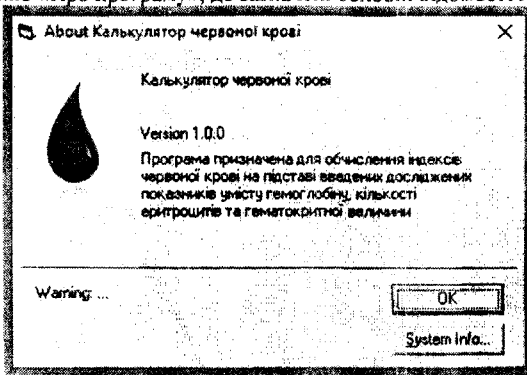 About Калькулятор червоної крові
Калькулятор червоної крові
Version 1.0.0
Програма призначена для обчислення індексів
червоної крові на підставі введених досліджених
показників умісту гемоглобіну, кількості
еритроцитів та гематокритної величини
Warning: ...
OK
System Info...